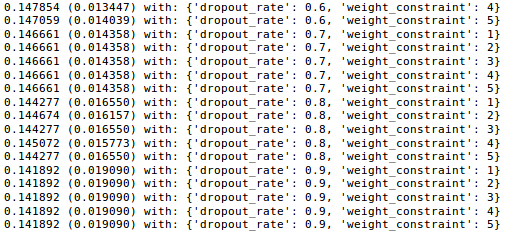 0.147854 (0.013447) with: {'dropout_rate': 0.6, 'weight_constraint': 4}
0.147059 (0.014039) with: {'dropout_rate': 0.6, 'weight_constraint': 5}
0.146661 (0.014358) with: {'dropout_rate': 0.7, 'weight_constraint': 1}
0.146661 (0.014358) with: {'dropout_rate': 0.7, 'weight_constraint': 2}
0.146661 (0.014358) with: {'dropout_rate': 0.7, 'weight_constraint': 3}
0.146661 (0.014358) with: {'dropout_rate': 0.7, 'weight_constraint': 4}
0.146661 (0.014358) with: {'dropout_rate': 0.7, 'weight_constraint': 5}
0.144277 (0.016550) with: {'dropout_rate': 0.8, 'weight_constraint': 1}
0.144674 (0.016157) with: {'dropout_rate': 0.8, 'weight_constraint': 2}
0.144277 (0.016550) with: {'dropout_rate': 0.8, 'weight_constraint': 3}
0.145072 (0.015773) with: {'dropout_rate': 0.8, 'weight_constraint': 4}
0.144277 (0.016550) with: {'dropout_rate': 0.8, 'weight_constraint': 5}
0.141892 (0.019090) with: {'dropout_rate': 0.9, 'weight_constraint': 1}
0.141892 (0.019090) with: {'dropout_rate': 0.9, 'weight_constraint': 2}
0.141892 (0.019090) with: {'dropout_rate': 0.9, 'weight_constraint': 3}
0.141892 (0.019090) with: {'dropout_rate': 0.9, 'weight_constraint': 4}
0.141892 (0.019090) with: {'dropout_rate': 0.9, 'weight_constraint': 5}